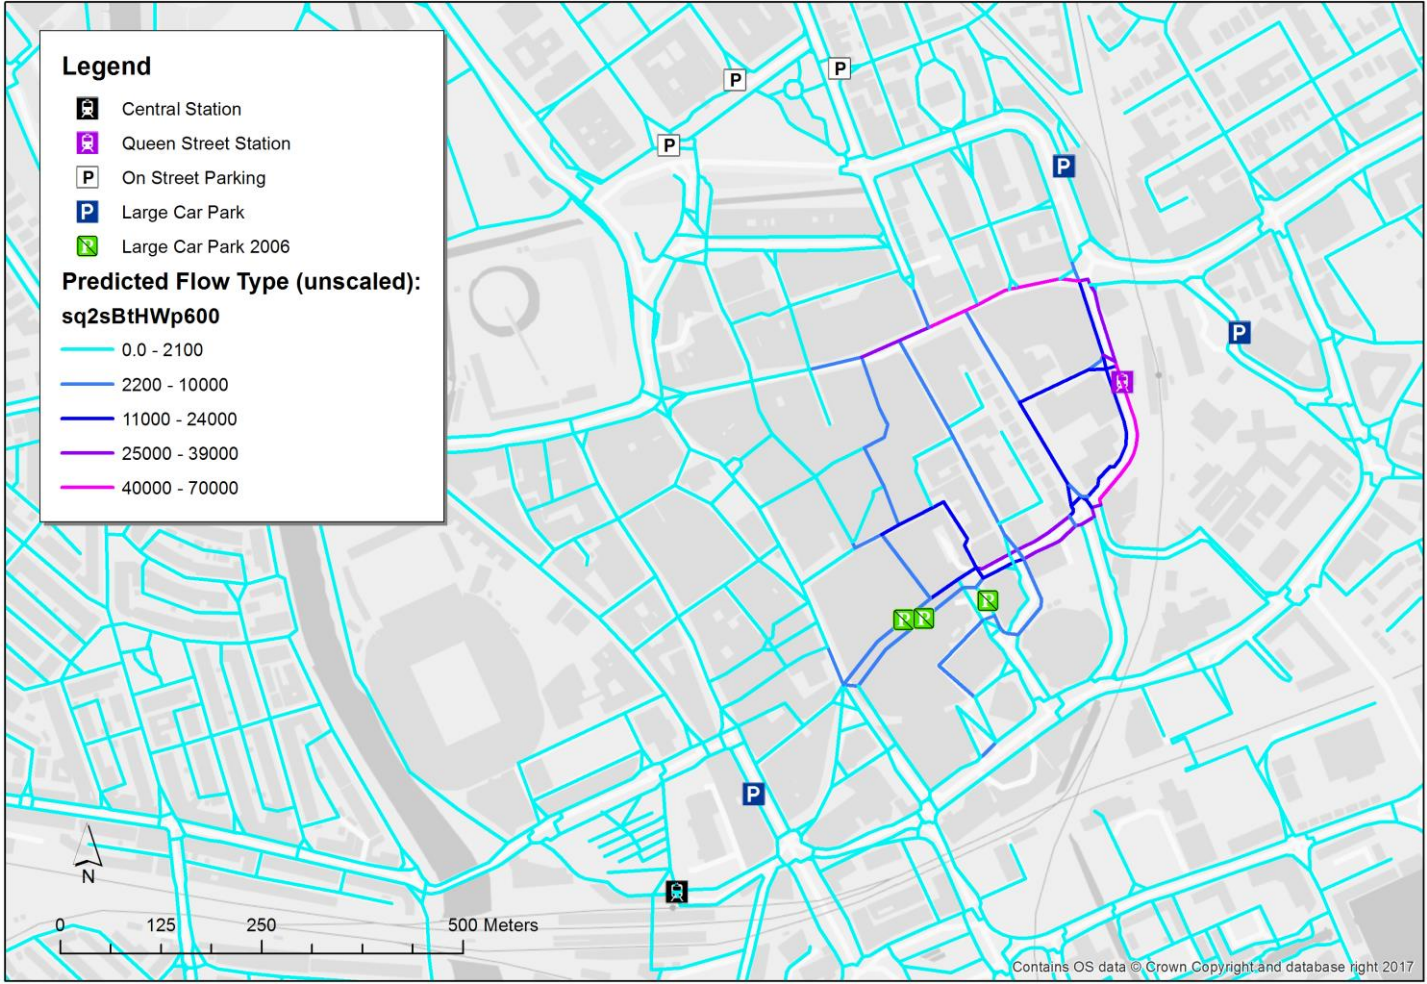 Legend
Central Station
Queen Street Station
P On Street Parking
P Large Car Park
P Large Car Park 2006
Predicted Flow Type (unscaled):
sq2sBtHWp600
0.0 - 2100
2200 - 10000
11000 - 24000
25000 - 39000
40000 - 70000
P
P
P
P
P
P
P
P
P
N
0 125 250 500 Meters
Contains OS data © Crown Copyright and database right 2017